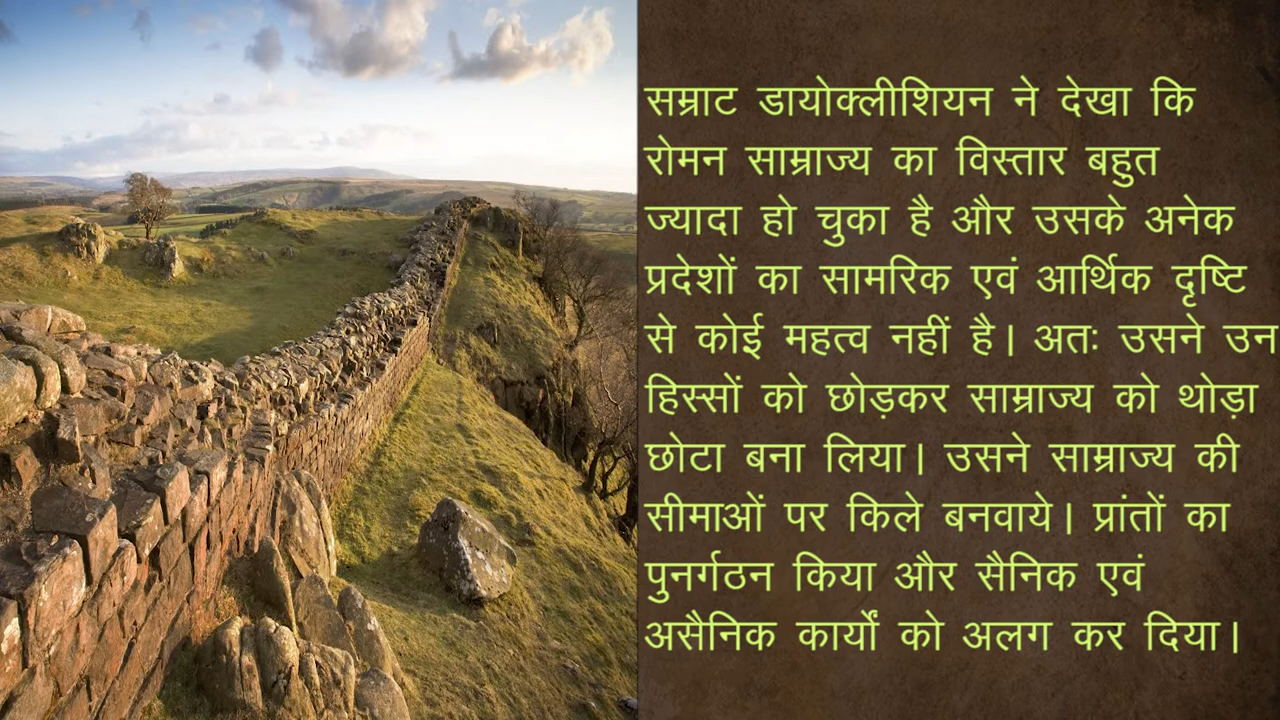 सम्राट डायोक्लीशियन ने देखा कि
रोमन साम्राज्य का विस्तार बहुत
ज्यादा हो चुका है और उसके अनेक
प्रदेशों का सामरिक एवं आर्थिक दृष्टि
से कोई महत्व नहीं है। अतः उसने उन
हिस्सों को छोड़कर साम्राज्य को थोड़ा
छोटा बना लिया। उसने साम्राज्य की
सीमाओं पर किले बनवाये। प्रांतों का
पुनर्गठन किया और सैनिक एवं
असैनिक कार्यों को अलग कर दिया।